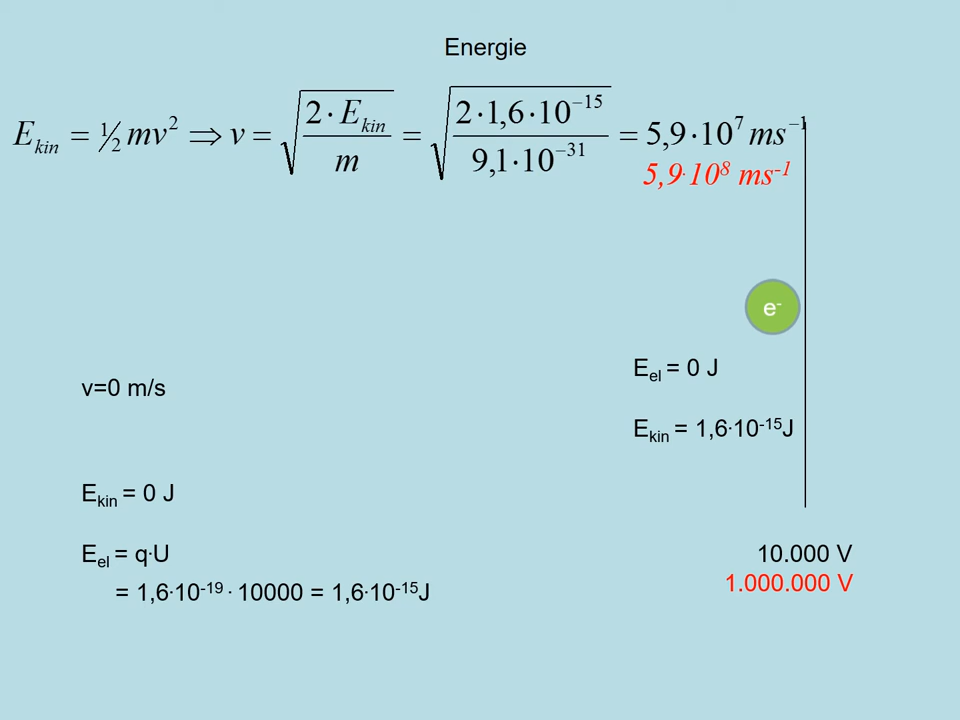 Energie
E_kin = ½ mv² ⇒ v = √(2·E_kin / m) = √(2·1,6·10⁻¹⁵ / 9,1·10⁻³¹) = 5,9·10⁷ ms⁻¹
5,9·10⁸ ms⁻¹
e⁻
E_el = 0 J
v=0 m/s
E_kin = 1,6·10⁻¹⁵J
E_kin = 0 J
E_el = q·U
10.000 V
= 1,6·10⁻¹⁹ · 10000 = 1,6·10⁻¹⁵J
1.000.000 V